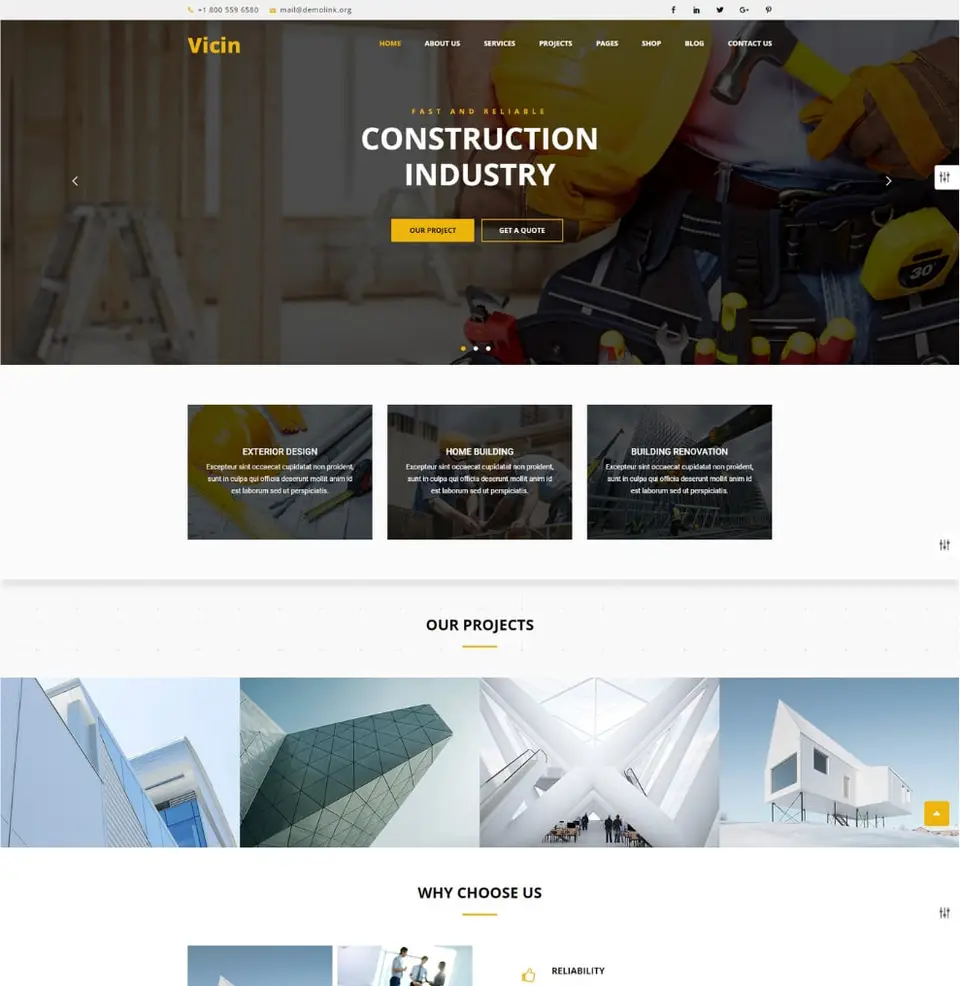 +1 800 559 6580 mail@demolink.org
Vicin
HOME ABOUT US SERVICES PROJECTS PAGES SHOP BLOG CONTACT US
FAST AND RELIABLE
CONSTRUCTION
INDUSTRY
OUR PROJECT GET A QUOTE
30'
EXTERIOR DESIGN
Excepteur sint occaecat cupidatat non proident,
sunt in culpa qui officia deserunt mollit anim id
est laborum sed ut perspiciatis.
HOME BUILDING
Excepteur sint occaecat cupidatat non proident,
sunt in culpa qui officia deserunt mollit anim id
est laborum sed ut perspiciatis.
BUILDING RENOVATION
Excepteur sint occaecat cupidatat non proident,
sunt in culpa qui officia deserunt mollit anim id
est laborum sed ut perspiciatis.
OUR PROJECTS
WHY CHOOSE US
RELIABILITY